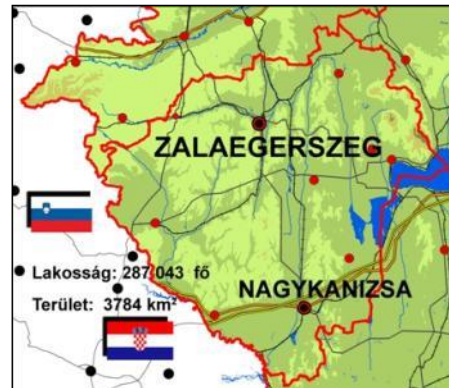 ZALAEGERSZEG
Lakosság: 287.043 fő
Terület: 3784 km²
NAGYKANIZSA